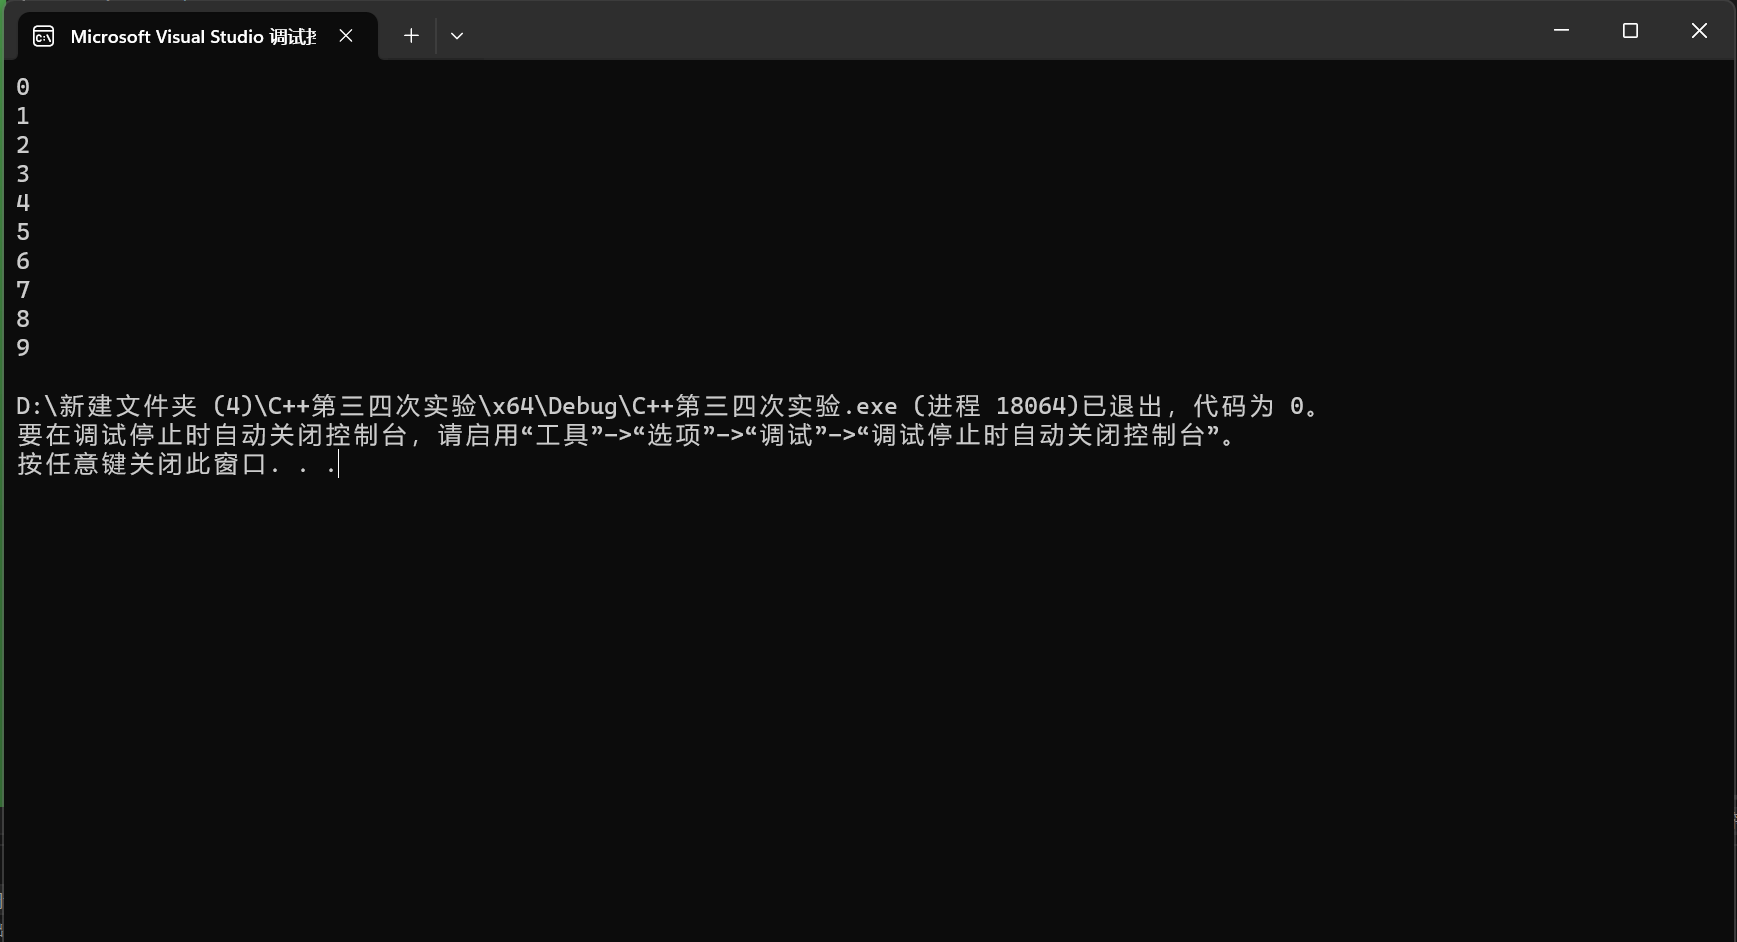 Microsoft Visual Studio 调试
0
1
2
3
4
5
6
7
8
9
D:\新建文件夹 (4)\C++第三四次实验\x64\Debug\C++第三四次实验.exe (进程 18064)已退出，代码为 0。
要在调试停止时自动关闭控制台，请启用“工具”->“选项”->“调试”->“调试停止时自动关闭控制台”。
按任意键关闭此窗口. . .